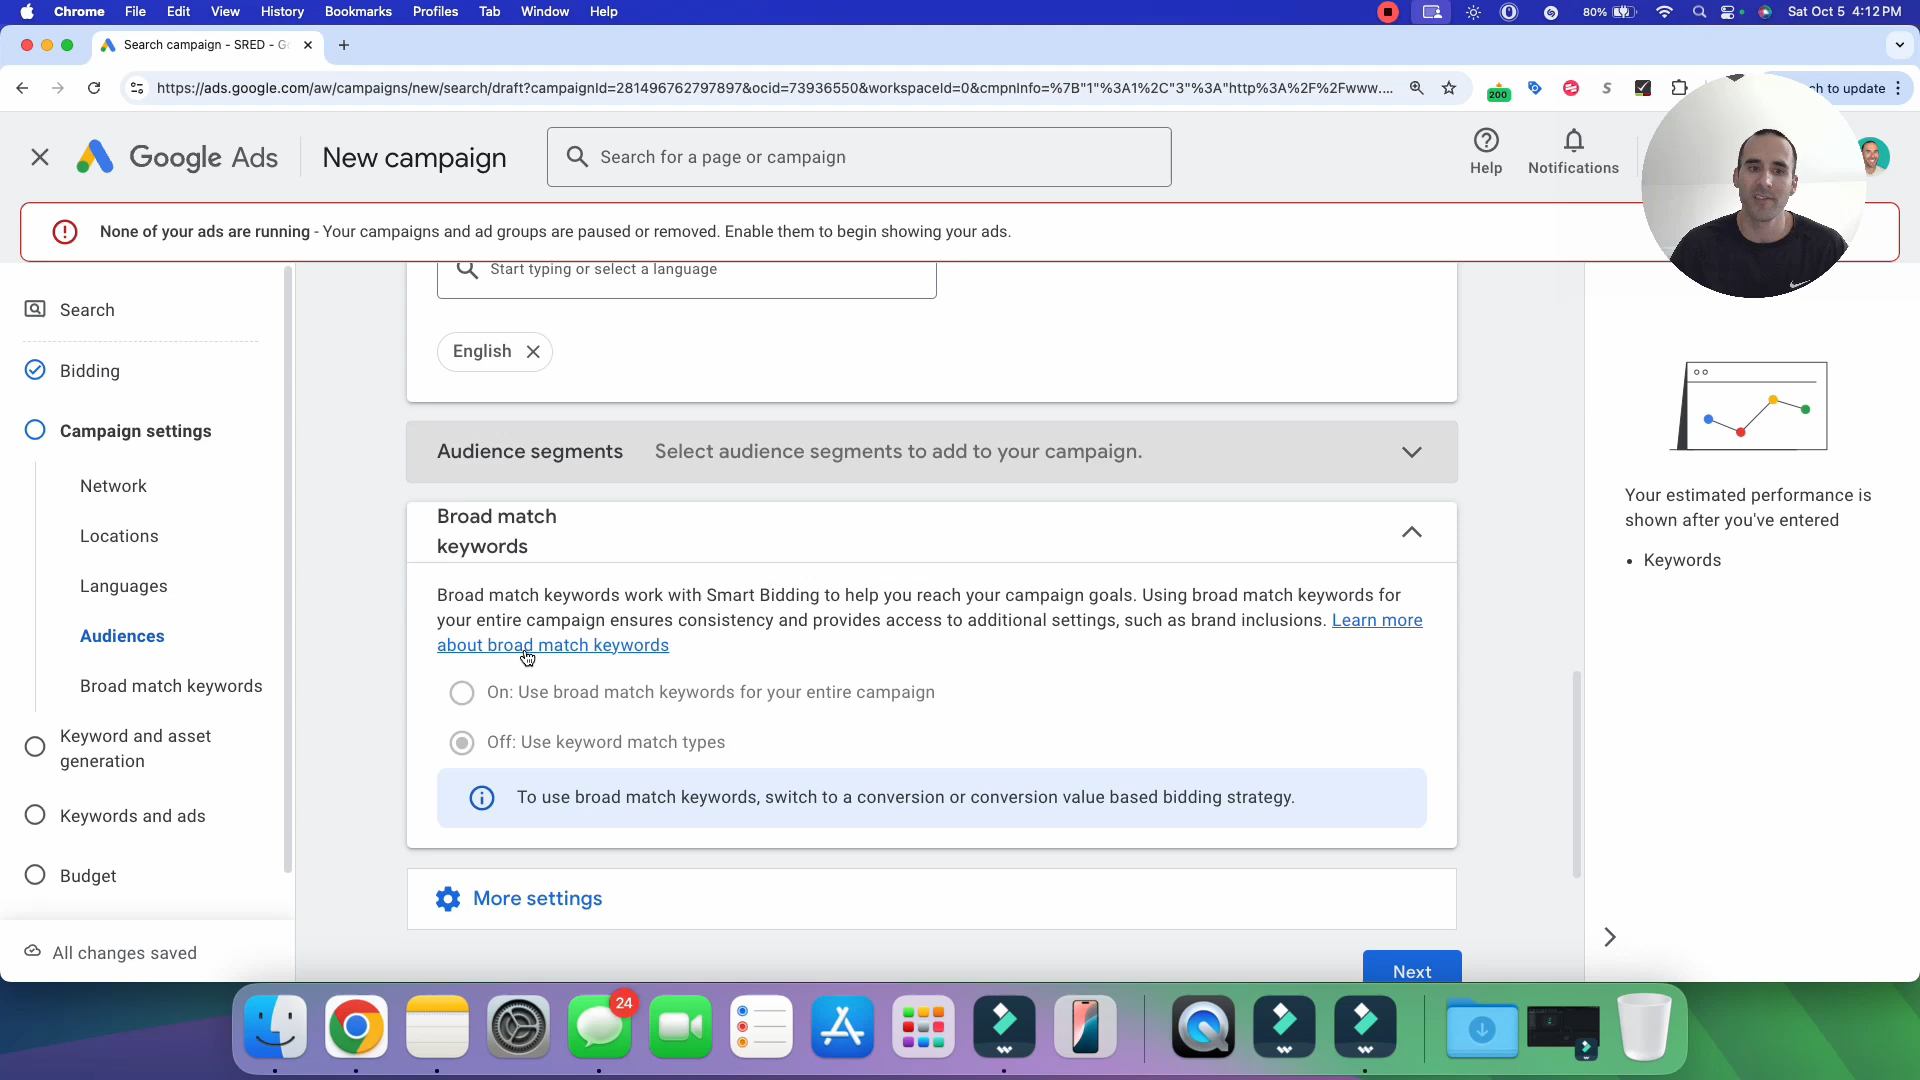 Chrome File Edit View History Bookmarks Profiles Tab Window Help
80% Sat Oct 5 4:12 PM
Search campaign - SRED - G
https://ads.google.com/aw/campaigns/new/search/draft?campaignId=281496762797897&ocid=73936550&workspaceId=0&cmpnInfo=%7B"1"%3A1%2C"3"%3A"http%3A%2F%2Fwww....
200
S
ch to update
Google Ads
New campaign
Search for a page or campaign
Help
Notifications
None of your ads are running - Your campaigns and ad groups are paused or removed. Enable them to begin showing your ads.
Search
Bidding
Campaign settings
Network
Locations
Languages
Audiences
Broad match keywords
Keyword and asset
generation
Keywords and ads
Budget
All changes saved
Start typing or select a language
English
Audience segments Select audience segments to add to your campaign.
Broad match
keywords
Broad match keywords work with Smart Bidding to help you reach your campaign goals. Using broad match keywords for
your entire campaign ensures consistency and provides access to additional settings, such as brand inclusions. Learn more
about broad match keywords
On: Use broad match keywords for your entire campaign
Off: Use keyword match types
To use broad match keywords, switch to a conversion or conversion value based bidding strategy.
More settings
Next
Your estimated performance is
shown after you've entered
• Keywords
24